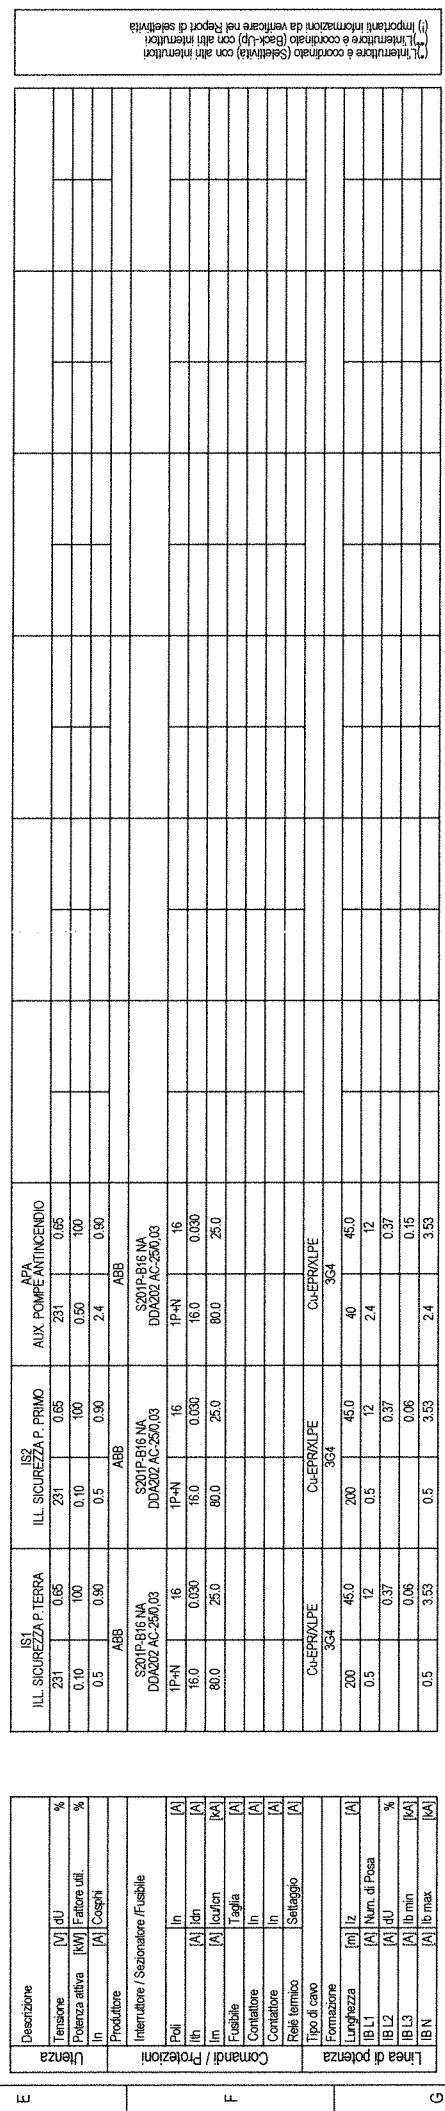 E
F
G
Utenza
Descrizione
IS1
ILL. SICUREZZA P.TERRA
IS2
ILL. SICUREZZA P. PRIMO
APA
AUX. POMPE ANTINCENDIO
Tensione [V] dU % 231 0.65 231 0.65 231 0.65
Potenza attiva [kW] Fattore util. % 0.10 100 0.10 100 0.50 100
In [A] Cosphi 0.5 0.90 0.5 0.90 2.4 0.90
Comandi / Protezioni
Produttore ABB ABB ABB
Interruttore / Sezionatore /Fusibile
S201P-B16 NA S201P-B16 NA S201P-B16 NA
DDA202 AC-25/0,03 DDA202 AC-25/0,03 DDA202 AC-25/0,03
Poli In [A] 1P+N 16 1P+N 16 1P+N 16
Ith [A] Idn [A] 16.0 0.030 16.0 0.030 16.0 0.030
Im [A] Icu/Icn [kA] 80.0 25.0 80.0 25.0 80.0 25.0
Fusibile Taglia [A]
Contattore In [A]
Contattore In [A]
Relè termico Settaggio [A]
Linea di potenza
Tipo di cavo Cu-EPR/XLPE Cu-EPR/XLPE Cu-EPR/XLPE
Formazione 3G4 3G4 3G4
Lunghezza [m] Iz [A] 200 45.0 200 45.0 40 45.0
IB L1 [A] Num. di Posa 0.5 12 0.5 12 2.4 12
IB L2 [A] dU % 0.37 0.37 0.37
IB L3 [A] Ib min [kA] 0.06 0.06 0.15
IB N [A] Ib max [kA] 0.5 3.53 0.5 3.53 2.4 3.53
(*)L'interruttore è coordinato (Selettività) con altri interruttori
(**)L'interruttore è coordinato (Back-Up) con altri interruttori
(!) Importanti informazioni da verificare nel Report di selettività